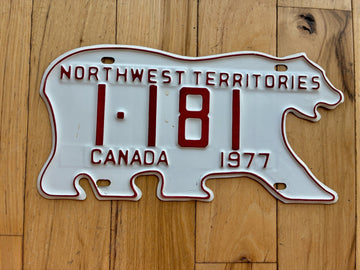 NORTHWEST TERRITORIES
1·181
CANADA 1977